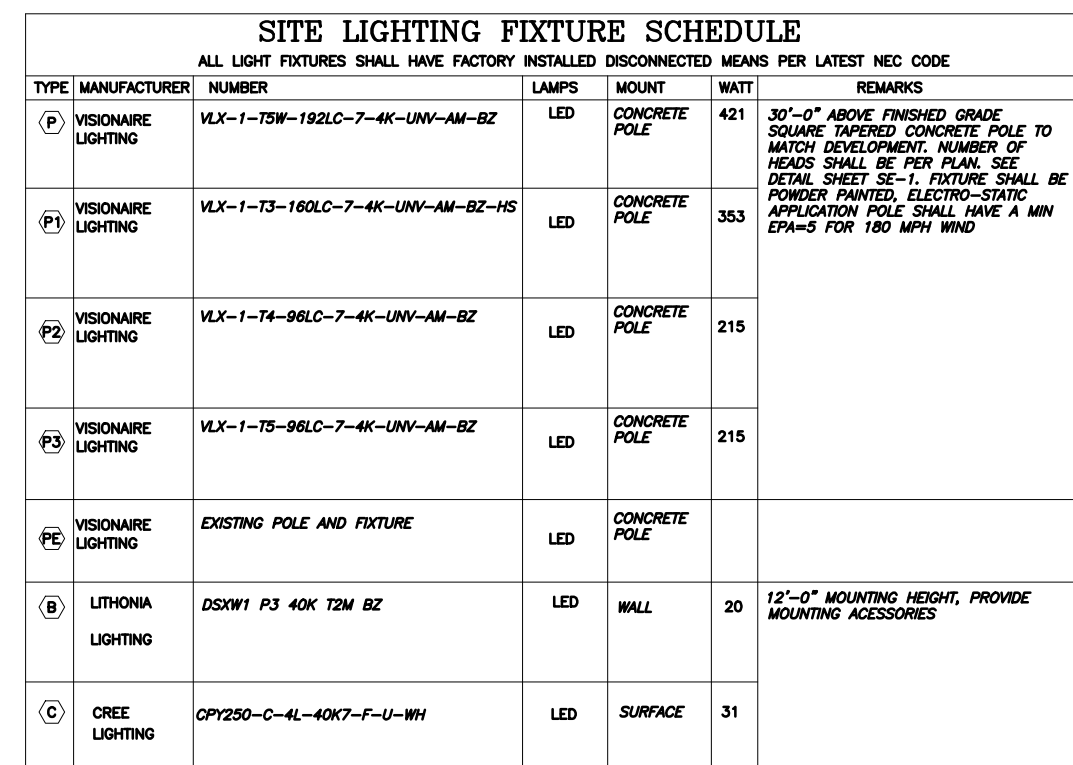 SITE LIGHTING FIXTURE SCHEDULE
ALL LIGHT FIXTURES SHALL HAVE FACTORY INSTALLED DISCONNECTED MEANS PER LATEST NEC CODE
TYPE MANUFACTURER NUMBER LAMPS MOUNT WATT REMARKS
P
VISIONAIRE
LIGHTING
VLX-1-T5W-192LC-7-4K-UNV-AM-BZ
LED
CONCRETE
POLE
421
30'-0" ABOVE FINISHED GRADE
SQUARE TAPERED CONCRETE POLE TO
MATCH DEVELOPMENT. NUMBER OF
HEADS SHALL BE PER PLAN. SEE
DETAIL SHEET SE-1. FIXTURE SHALL BE
POWDER PAINTED, ELECTRO-STATIC
APPLICATION POLE SHALL HAVE A MIN
EPA=5 FOR 180 MPH WIND
P1
VISIONAIRE
LIGHTING
VLX-1-T3-160LC-7-4K-UNV-AM-BZ-HS
LED
CONCRETE
POLE
353
P2
VISIONAIRE
LIGHTING
VLX-1-T4-96LC-7-4K-UNV-AM-BZ
LED
CONCRETE
POLE
215
P3
VISIONAIRE
LIGHTING
VLX-1-T5-96LC-7-4K-UNV-AM-BZ
LED
CONCRETE
POLE
215
PE
VISIONAIRE
LIGHTING
EXISTING POLE AND FIXTURE
LED
CONCRETE
POLE
B
LITHONIA
LIGHTING
DSXW1 P3 40K T2M BZ
LED
WALL
20
12'-0" MOUNTING HEIGHT, PROVIDE
MOUNTING ACESSORIES
C
CREE
LIGHTING
CPY250-C-4L-40K7-F-U-WH
LED
SURFACE
31